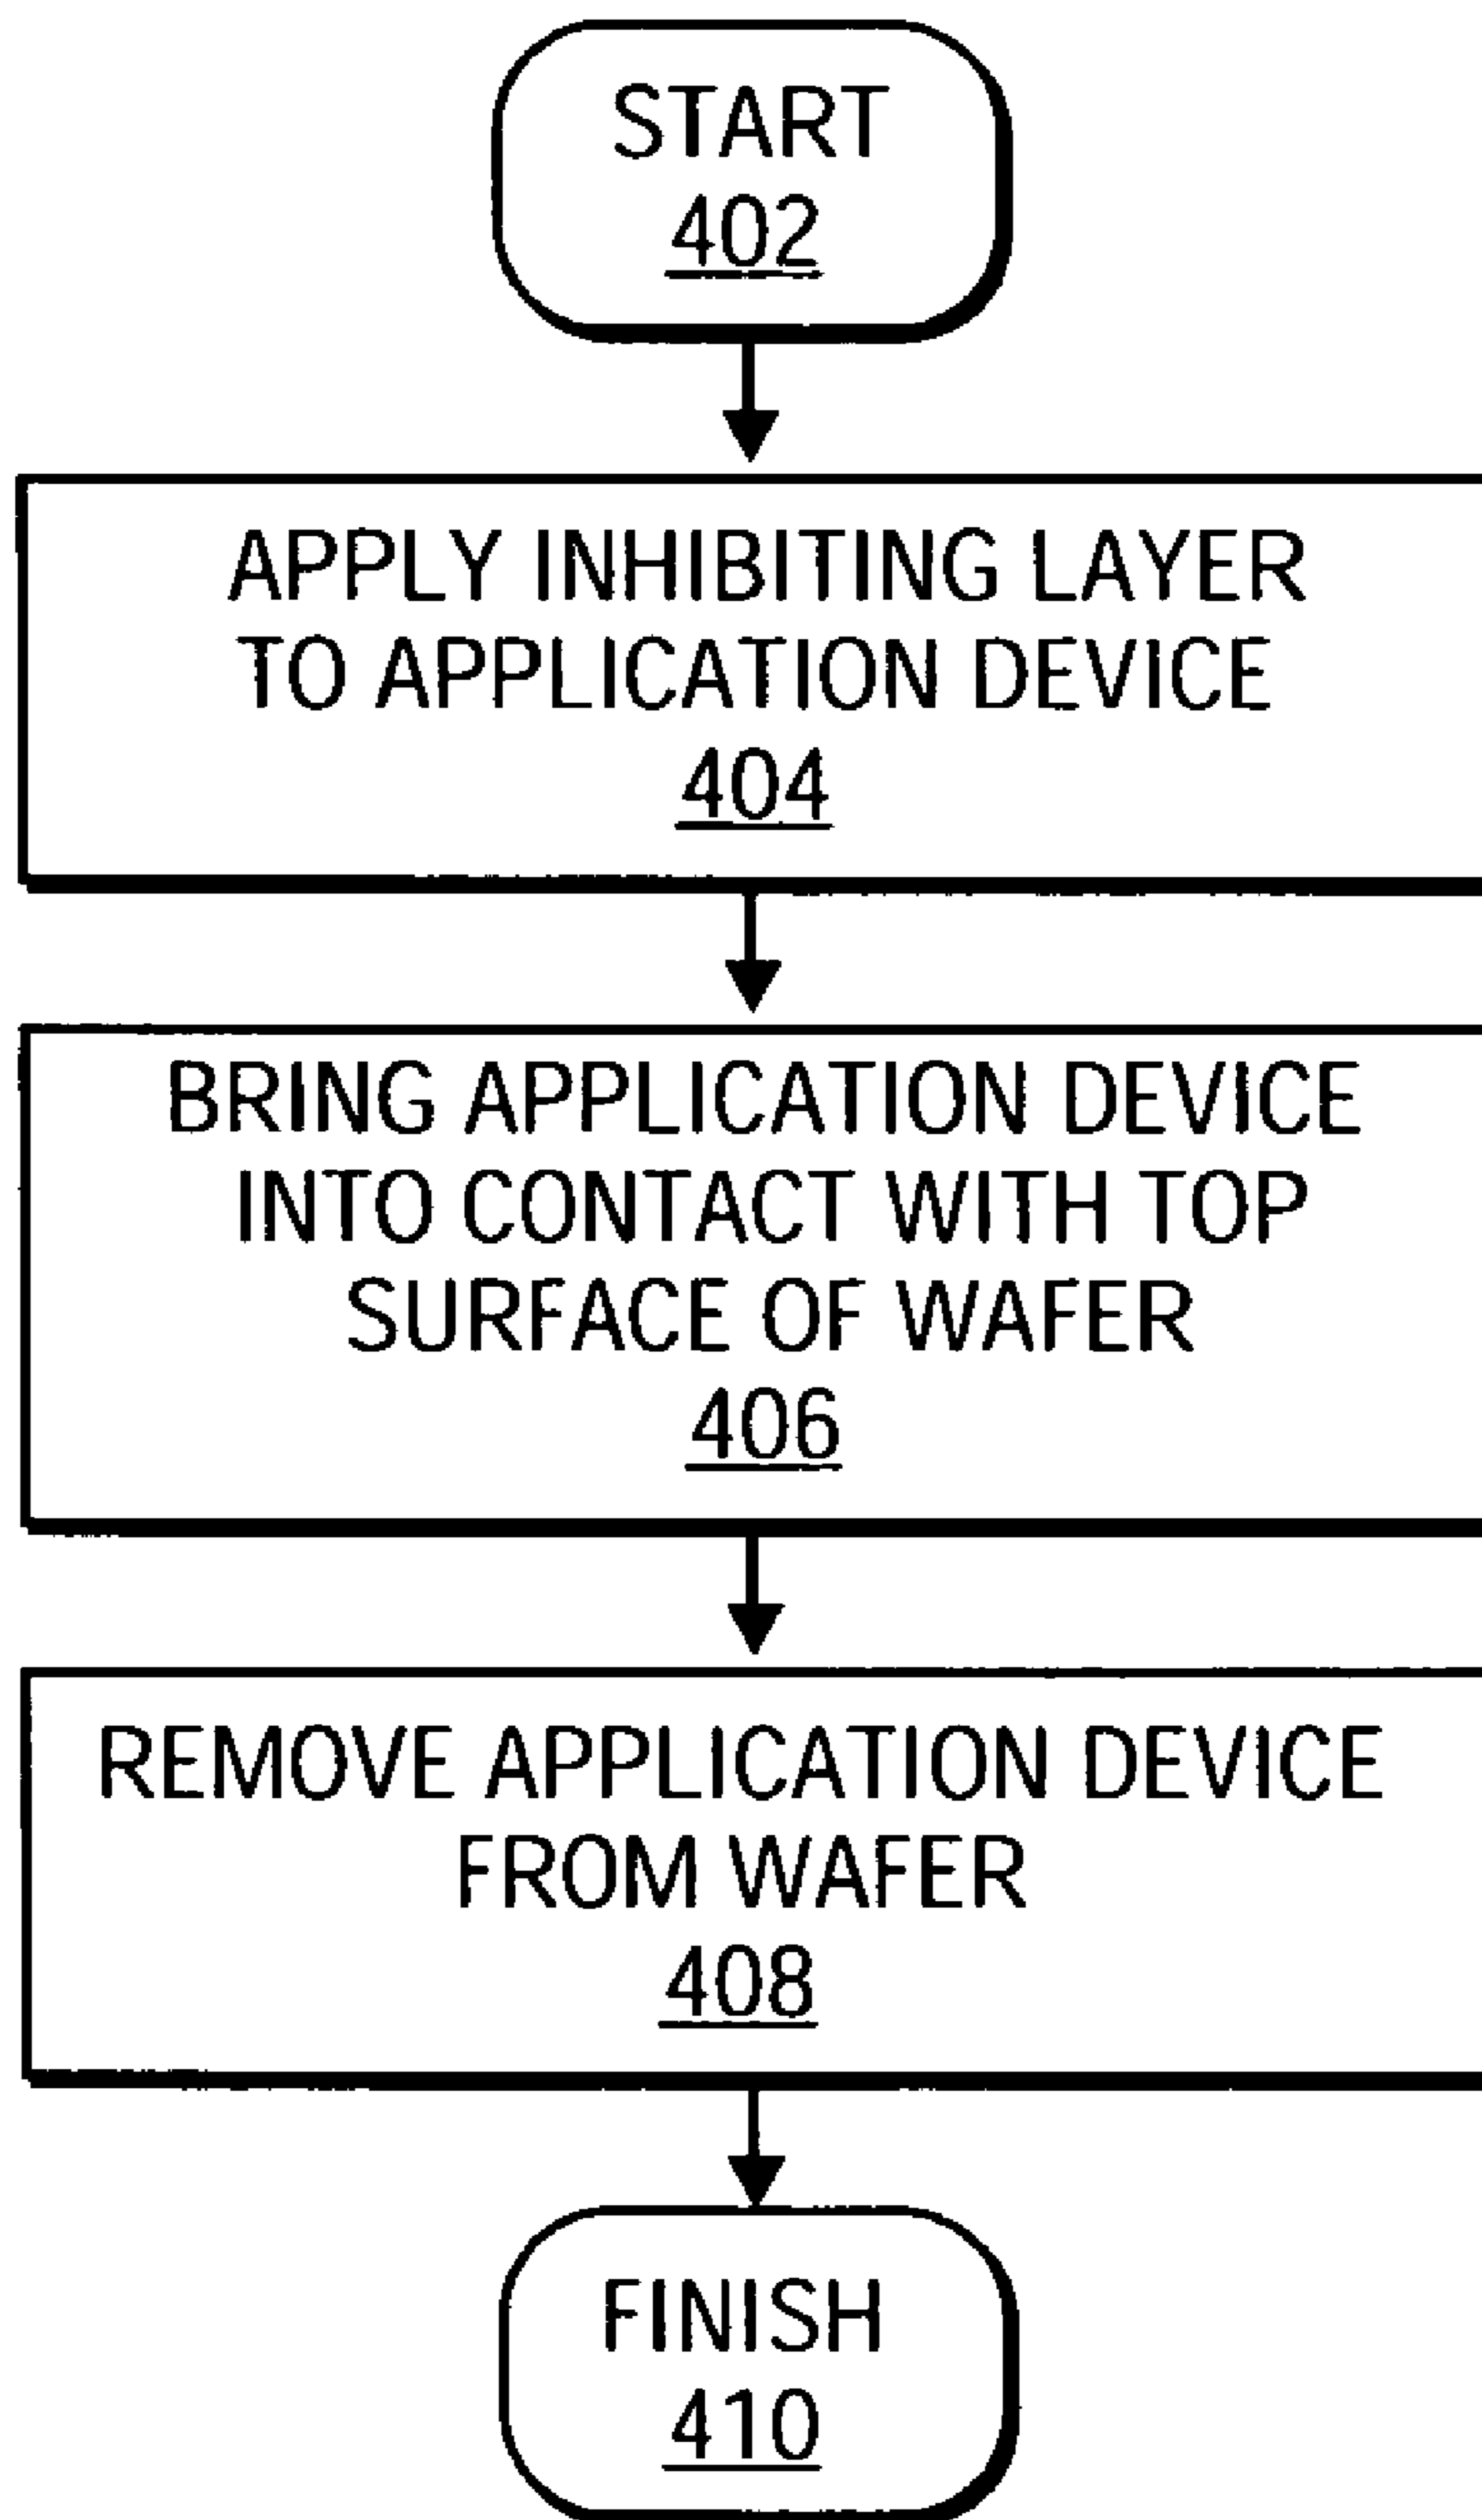 START
402
APPLY INHIBITING LAYER
TO APPLICATION DEVICE
404
BRING APPLICATION DEVICE
INTO CONTACT WITH TOP
SURFACE OF WAFER
406
REMOVE APPLICATION DEVICE
FROM WAFER
408
FINISH
410